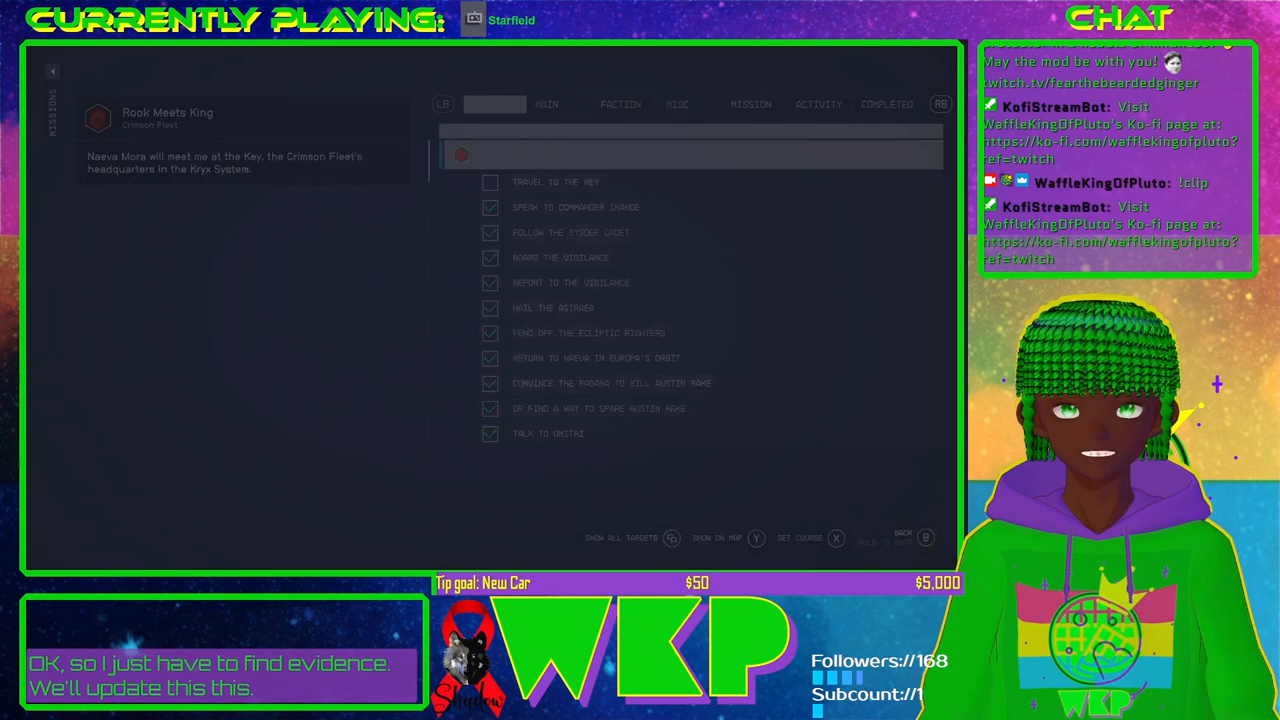 CURRENTLY PLAYING:
Starfield
CHAT
MISSIONS
Rook Meets King
Crimson Fleet
Naeva Mora will meet me at the Key, the Crimson Fleet's
headquarters in the Kryx System.
LB
MAIN
FACTION
MISC
MISSION
ACTIVITY
COMPLETED
RB
TRAVEL TO THE KEY
SPEAK TO COMMANDER IKANDE
FOLLOW THE SYSDEF CADET
BOARD THE VIGILANCE
REPORT TO THE VIGILANCE
HAIL THE ASTRAEA
FEND OFF THE ECLIPTIC FIGHTERS
RETURN TO NAEVA IN EUROPA'S ORBIT
CONVINCE THE RAGANA TO KILL AUSTIN RAKE
OR FIND A WAY TO SPARE AUSTIN RAKE
TALK TO OMITRI
SHOW ALL TARGETS
SHOW ON MAP Y
SET COURSE X
BACK
HOLD TO EXIT
B
May the mod be with you!
twitch.tv/fearthebeardedginger
KofiStreamBot: Visit
WaffleKingOfPluto's Ko-fi page at:
https://ko-fi.com/wafflekingofpluto?
ref=twitch
WaffleKingOfPluto: !clip
KofiStreamBot: Visit
WaffleKingOfPluto's Ko-fi page at:
https://ko-fi.com/wafflekingofpluto?
ref=twitch
Tip goal: New Car
$50
$5,000
OK, so I just have to find evidence.
We'll update this this.
Shadow
WKP
Followers://168
Subcount://1
WKP